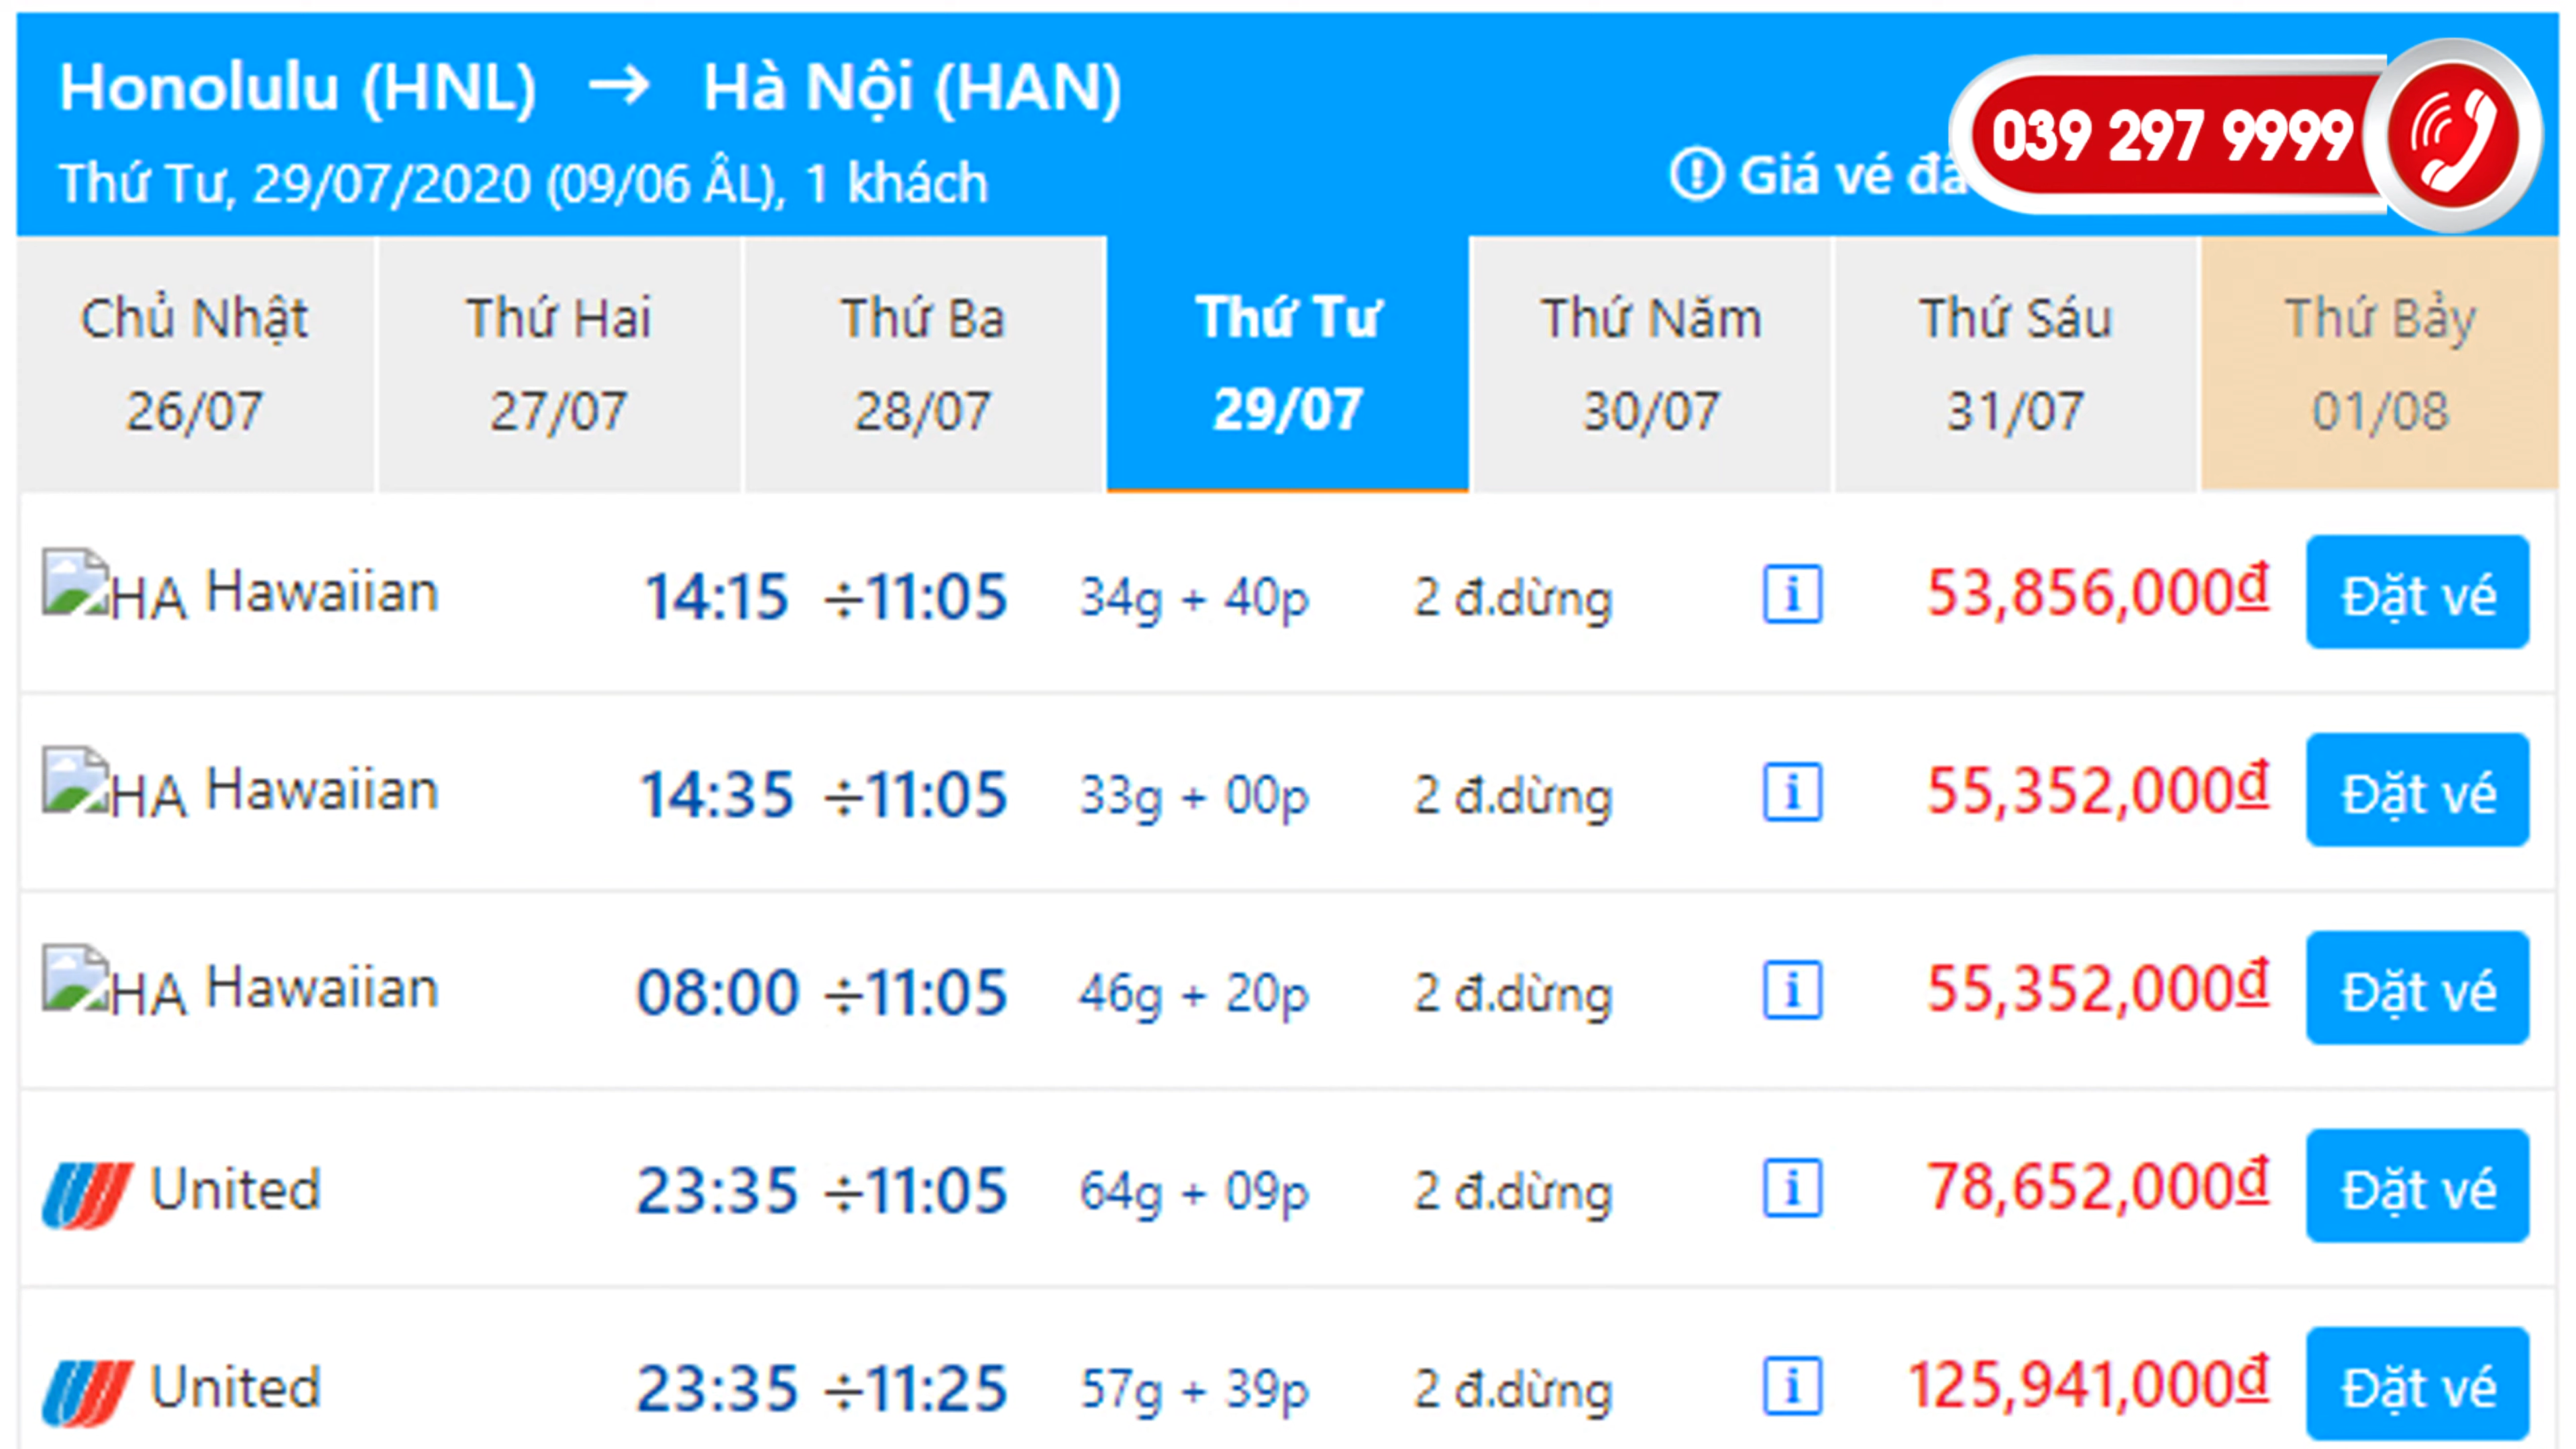 Honolulu (HNL) → Hà Nội (HAN)
Thứ Tư, 29/07/2020 (09/06 ÂL), 1 khách
Giá vé
039 297 9999
Chủ Nhật 26/07
Thứ Hai 27/07
Thứ Ba 28/07
Thứ Tư 29/07
Thứ Năm 30/07
Thứ Sáu 31/07
Thứ Bảy 01/08
HA Hawaiian 14:15 ÷11:05 34g + 40p 2 đ.dừng i 53,856,000₫ Đặt vé
HA Hawaiian 14:35 ÷11:05 33g + 00p 2 đ.dừng i 55,352,000₫ Đặt vé
HA Hawaiian 08:00 ÷11:05 46g + 20p 2 đ.dừng i 55,352,000₫ Đặt vé
United 23:35 ÷11:05 64g + 09p 2 đ.dừng i 78,652,000₫ Đặt vé
United 23:35 ÷11:25 57g + 39p 2 đ.dừng i 125,941,000₫ Đặt vé